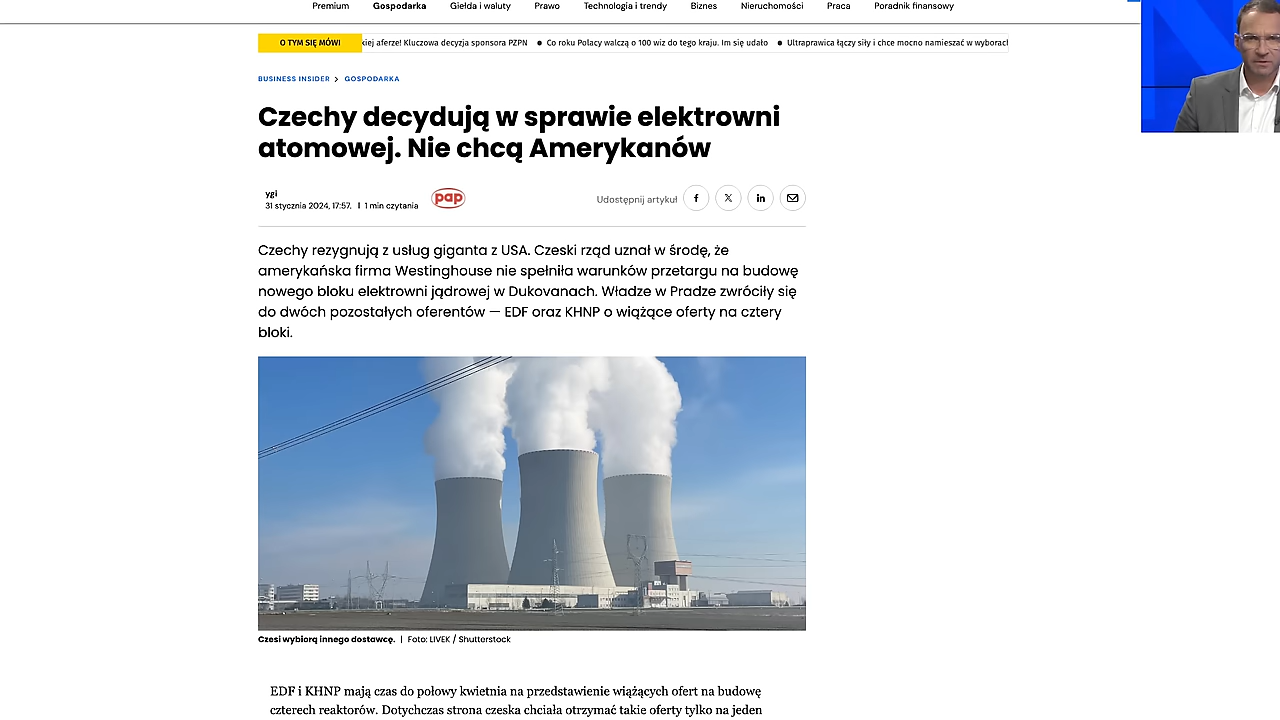 Premium Gospodarka Giełda i waluty Prawo Technologia i trendy Biznes Nieruchomości Praca Poradnik finansowy
O TYM SIĘ MÓWI kiej aferze! Kluczowa decyzja sponsora PZPN ● Co roku Polacy walczą o 100 wiz do tego kraju. Im się udało ● Ultraprawica łączy siły i chce mocno namieszać w wyborach
BUSINESS INSIDER > GOSPODARKA
Czechy decydują w sprawie elektrowni
atomowej. Nie chcą Amerykanów
ygi
31 stycznia 2024, 17:57. | 1 min czytania
pap
Udostępnij artykuł
Czechy rezygnują z usług giganta z USA. Czeski rząd uznał w środę, że
amerykańska firma Westinghouse nie spełniła warunków przetargu na budowę
nowego bloku elektrowni jądrowej w Dukovanach. Władze w Pradze zwróciły się
do dwóch pozostałych oferentów — EDF oraz KHNP o wiążące oferty na cztery
bloki.
Czesi wybiorą innego dostawcę. | Foto: LIVEK / Shutterstock
EDF i KHNP mają czas do połowy kwietnia na przedstawienie wiążących ofert na budowę
czterech reaktorów. Dotychczas strona czeska chciała otrzymać takie oferty tylko na jeden